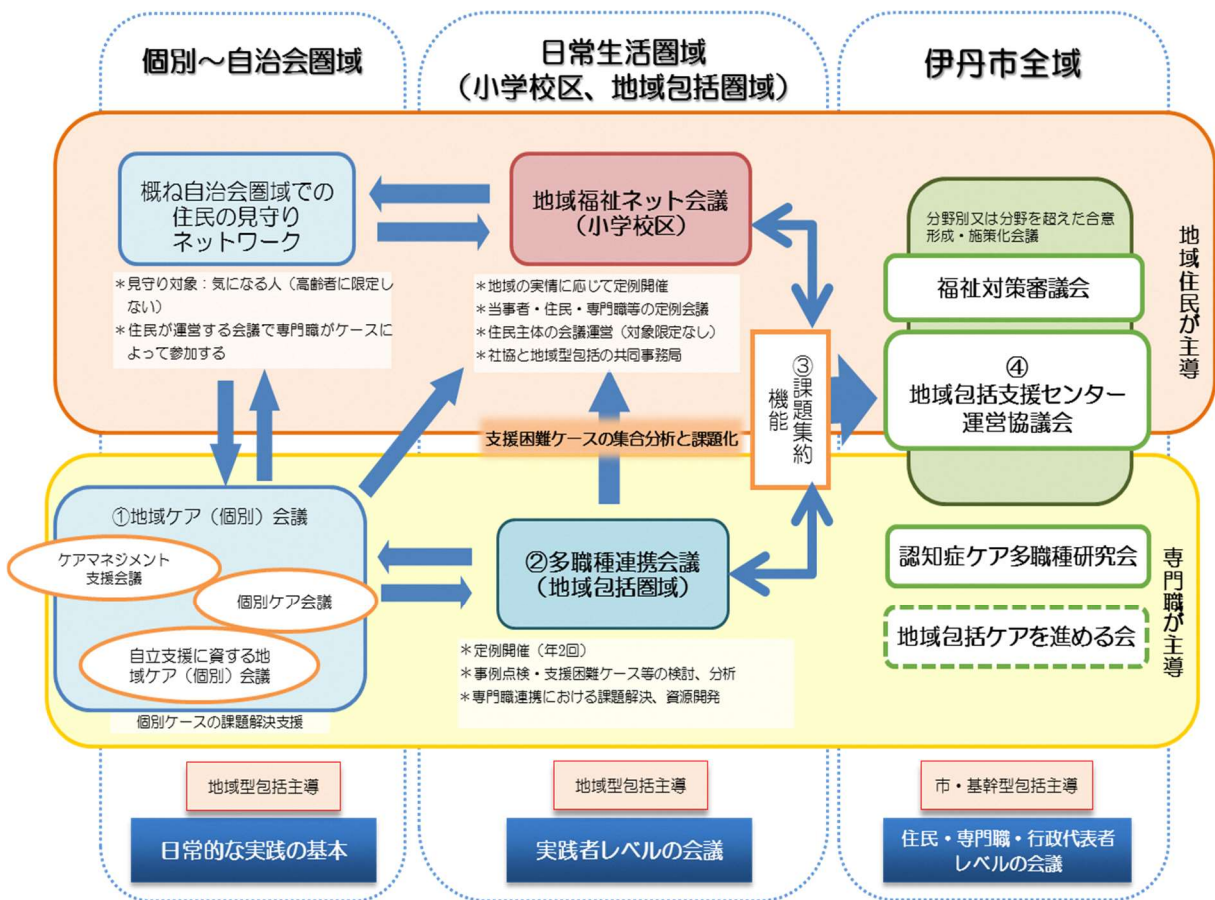 個別～自治会圏域
日常生活圏域
（小学校区、地域包括圏域）
伊丹市全域
概ね自治会圏域での
住民の見守り
ネットワーク
＊見守り対象：気になる人（高齢者に限定し
ない）
＊住民が運営する会議で専門職がケースに
よって参加する
地域福祉ネット会議
（小学校区）
＊地域の実情に応じて定例開催
＊当事者・住民・専門職等の定例会議
＊住民主体の会議運営（対象限定なし）
＊社協と地域型包括の共同事務局
分野別又は分野を超えた合意
形成・施策化会議
福祉対策審議会
④
地域包括支援センター
運営協議会
地域住民が主導
③課題集約
機能
支援困難ケースの集合分析と課題化
①地域ケア（個別）会議
ケアマネジメント
支援会議
個別ケア会議
自立支援に資する地
域ケア（個別）会議
個別ケースの課題解決支援
②多職種連携会議
（地域包括圏域）
＊定例開催（年2回）
＊事例点検・支援困難ケース等の検討、分析
＊専門職連携における課題解決、資源開発
認知症ケア多職種研究会
地域包括ケアを進める会
専門職が主導
地域型包括主導
地域型包括主導
市・基幹型包括主導
日常的な実践の基本
実践者レベルの会議
住民・専門職・行政代表者
レベルの会議